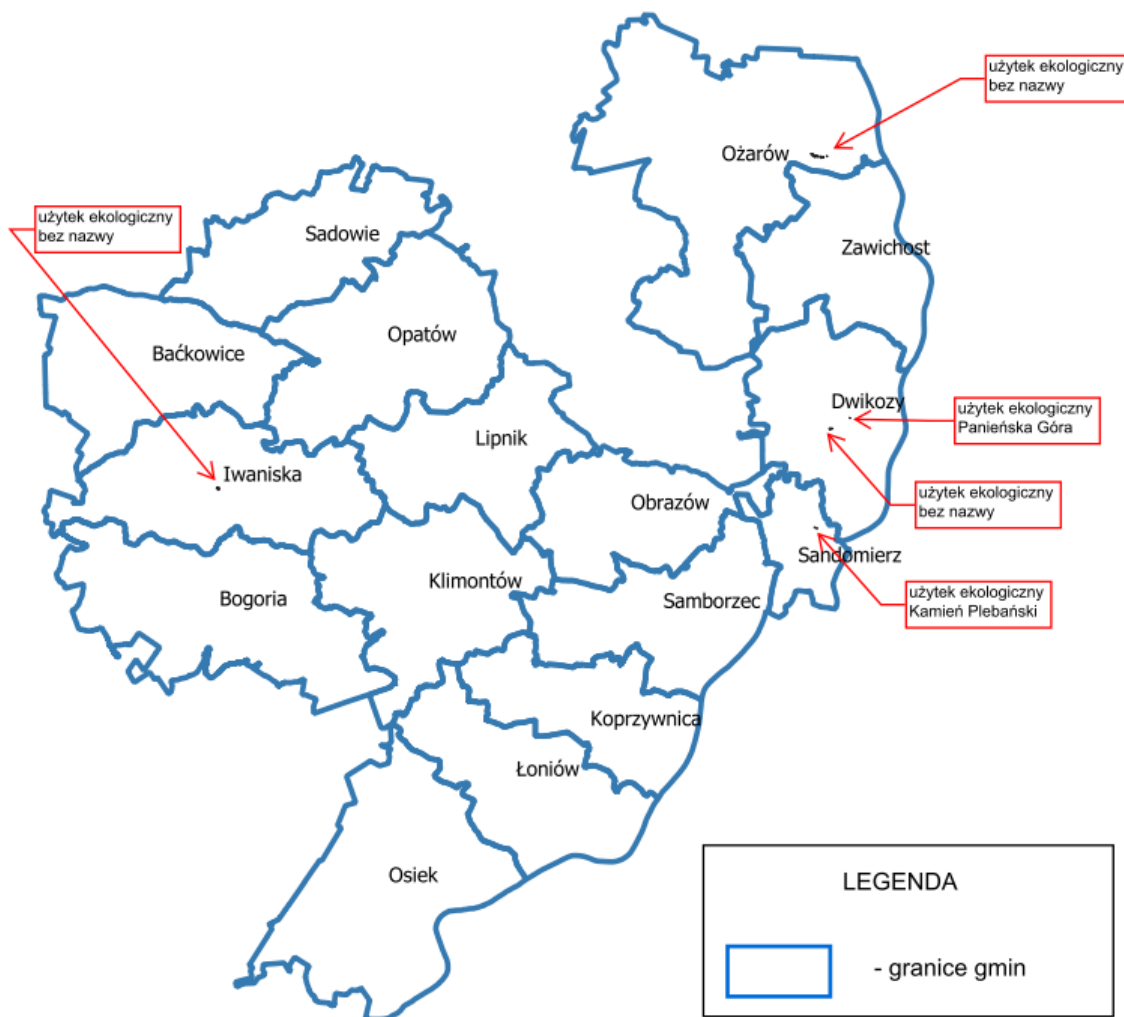 użytek ekologiczny
bez nazwy
Ożarów
użytek ekologiczny
bez nazwy
Sadowie
Zawichost
Opatów
Baćkowice
Dwikozy
użytek ekologiczny
Panieńska Góra
Lipnik
Iwaniska
Obrazów
użytek ekologiczny
bez nazwy
Sandomierz
Klimontów
Bogoria
Samborzec
użytek ekologiczny
Kamień Plebański
Koprzywnica
Łoniów
Osiek
LEGENDA
- granice gmin